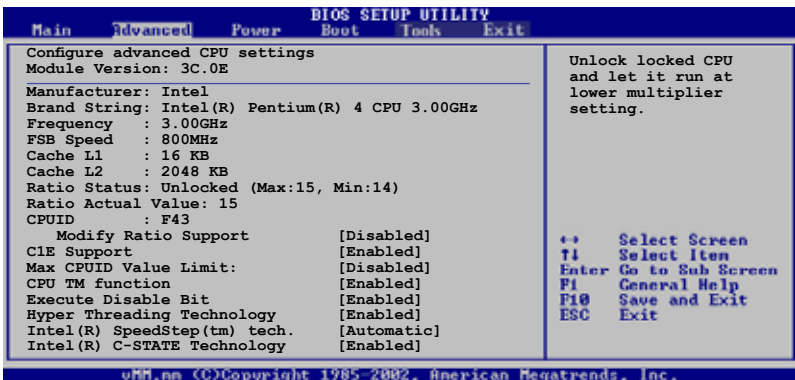 BIOS SETUP UTILITY
Main Advanced Power Boot Tools Exit
Configure advanced CPU settings
Module Version: 3C.0E
Manufacturer: Intel
Brand String: Intel(R) Pentium(R) 4 CPU 3.00GHz
Frequency : 3.00GHz
FSB Speed : 800MHz
Cache L1 : 16 KB
Cache L2 : 2048 KB
Ratio Status: Unlocked (Max:15, Min:14)
Ratio Actual Value: 15
CPUID : F43
Modify Ratio Support [Disabled]
C1E Support [Enabled]
Max CPUID Value Limit: [Disabled]
CPU TM function [Enabled]
Execute Disable Bit [Enabled]
Hyper Threading Technology [Enabled]
Intel(R) SpeedStep(tm) tech. [Automatic]
Intel(R) C-STATE Technology [Enabled]
Unlock locked CPU
and let it run at
lower multiplier
setting.
↔ Select Screen
↑↓ Select Item
Enter Go to Sub Screen
F1 General Help
F10 Save and Exit
ESC Exit
vMM.mm (C)Copyright 1985-2002, American Megatrends, Inc.